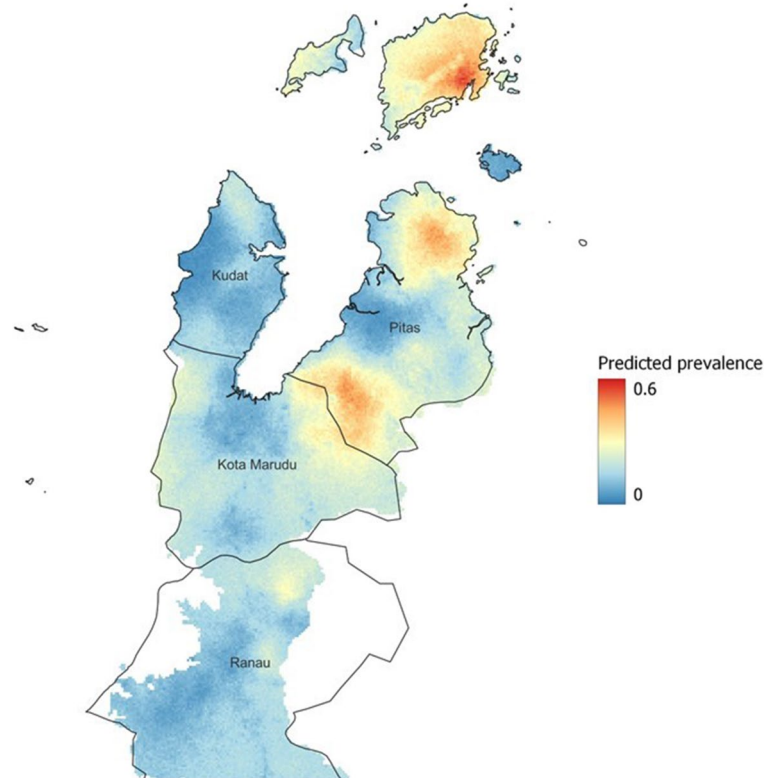 Kudat
Pitas
Predicted prevalence
0.6
Kota Marudu
0
Ranau